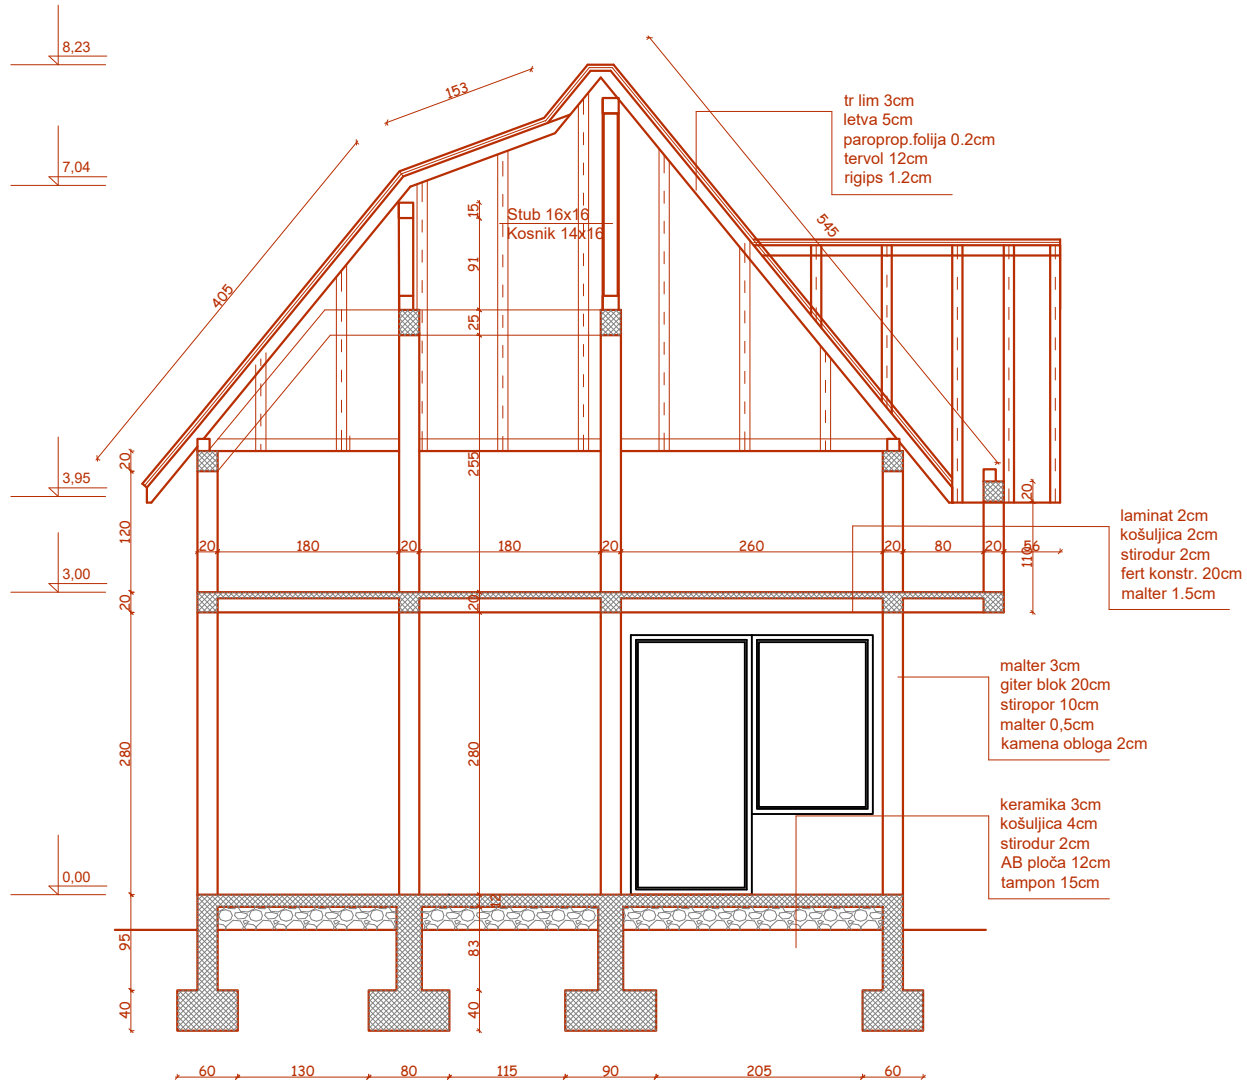 8,23
7,04
3,95
3,00
0,00
153
405
545
tr lim 3cm
letva 5cm
paroprop.folija 0.2cm
tervol 12cm
rigips 1.2cm
Stub 16x16
Kosnik 14x16
15
91
25
255
20
120
20
280
95
40
20
280
12
83
40
20
180
20
180
20
260
20
80
20
56
20
110
laminat 2cm
košuljica 2cm
stirodur 2cm
fert konstr. 20cm
malter 1.5cm
malter 3cm
giter blok 20cm
stiropor 10cm
malter 0,5cm
kamena obloga 2cm
keramika 3cm
košuljica 4cm
stirodur 2cm
AB ploča 12cm
tampon 15cm
60
130
80
115
90
205
60